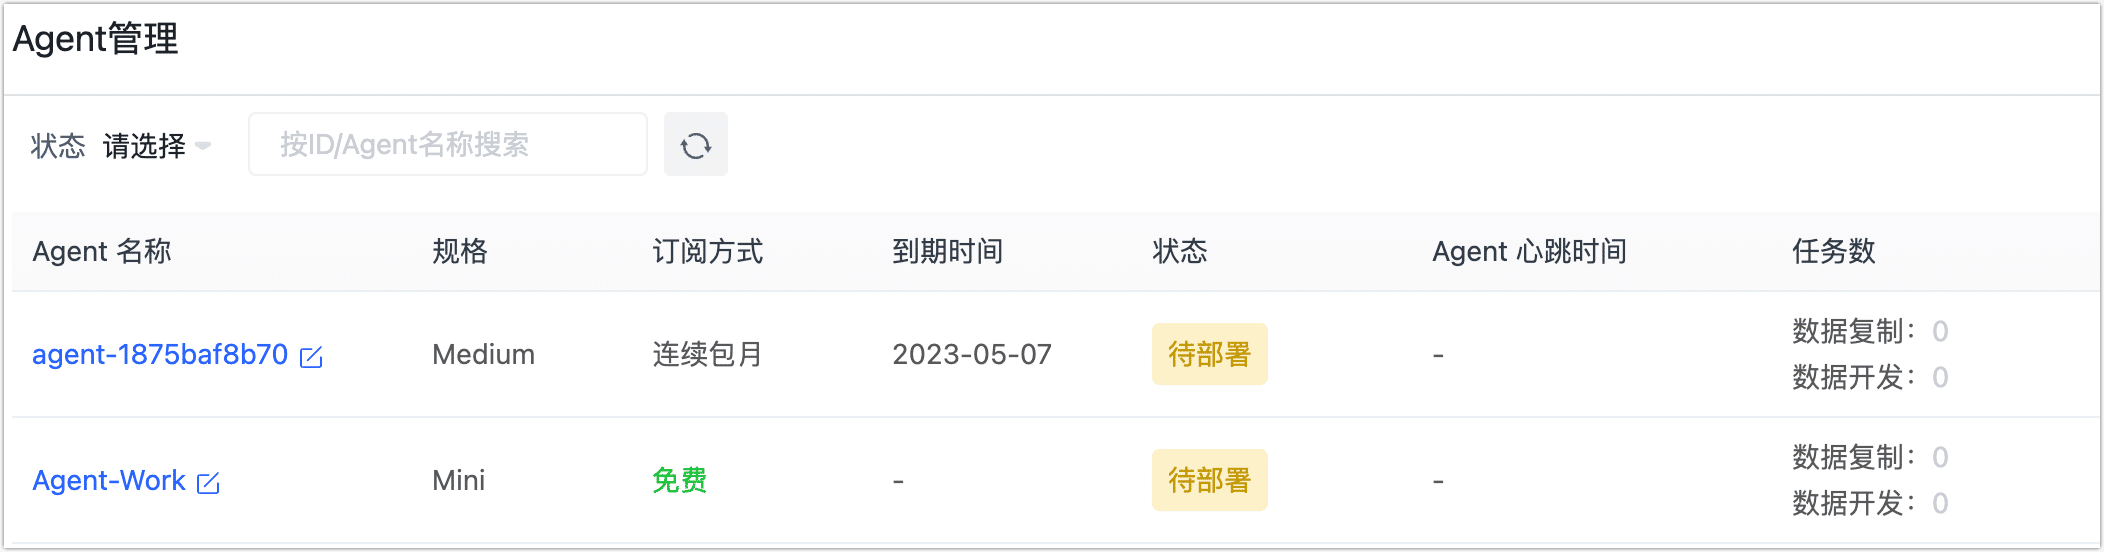 Agent管理
状态 请选择 按ID/Agent名称搜索
Agent 名称 规格 订阅方式 到期时间 状态 Agent 心跳时间 任务数
agent-1875baf8b70 Medium 连续包月 2023-05-07 待部署 - 数据复制：0
数据开发：0
Agent-Work Mini 免费 - 待部署 - 数据复制：0
数据开发：0